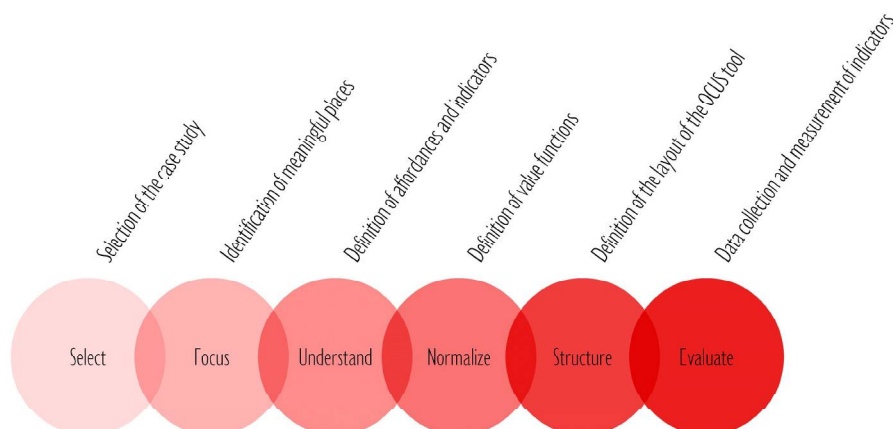 Selection of the case study
Identification of meaningful places
Definition of affordances and indicators
Definition of value functions
Definition of the layout of the OCUS tool
Data collection and measurement of indicators
Select
Focus
Understand
Normalize
Structure
Evaluate